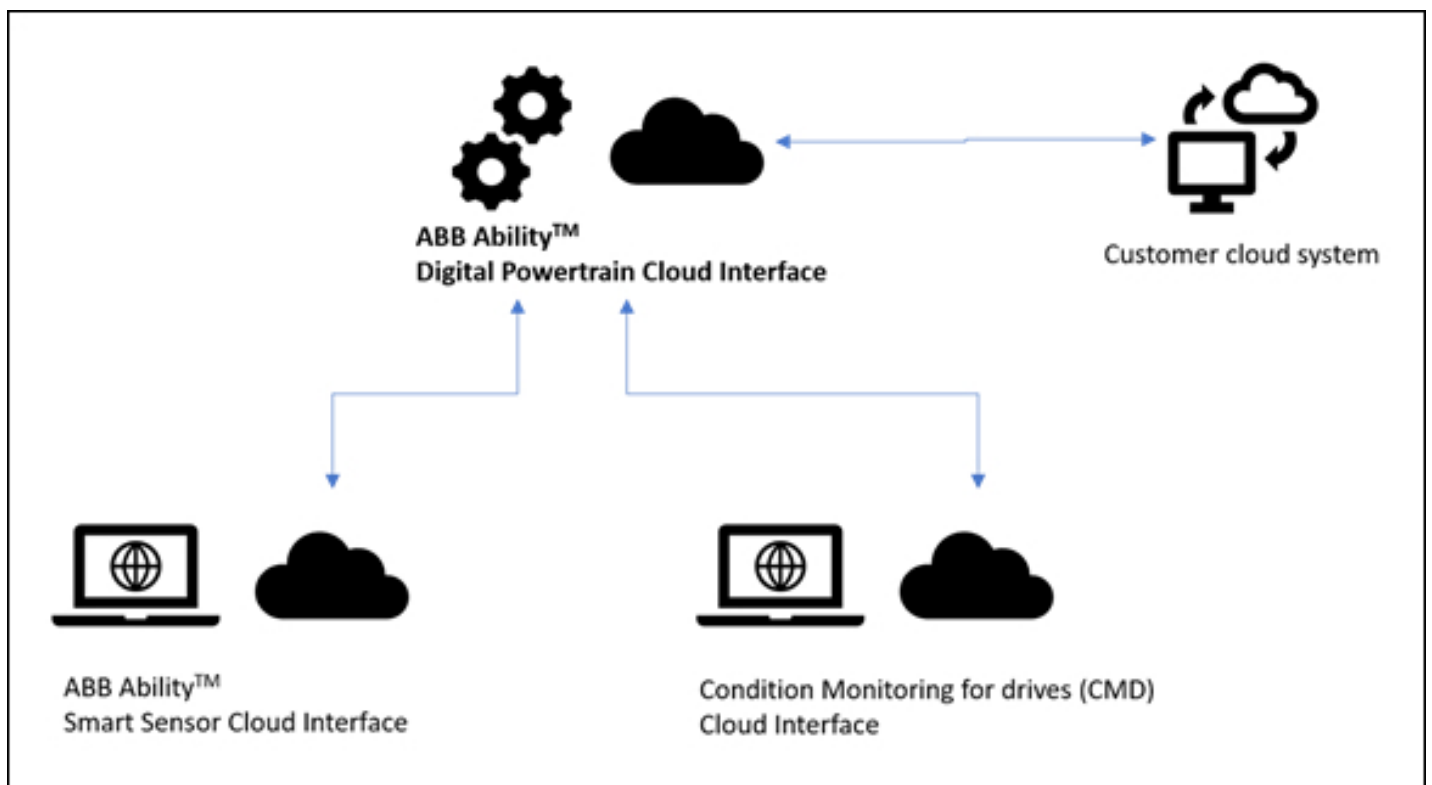 ABB Ability™
Digital Powertrain Cloud Interface
Customer cloud system
ABB Ability™
Smart Sensor Cloud Interface
Condition Monitoring for drives (CMD)
Cloud Interface